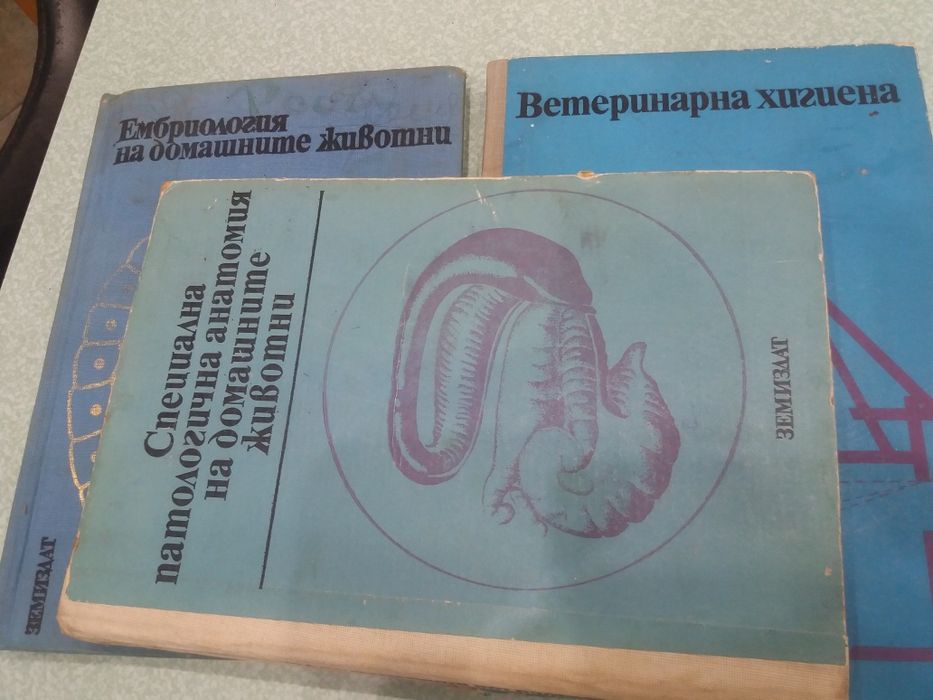 Ембриология
на домашните животни
ЗЕМИЗДАТ
Ветеринарна хигиена
Специална
патологична анатомия
на домашните
животни
ЗЕМИЗДАТ